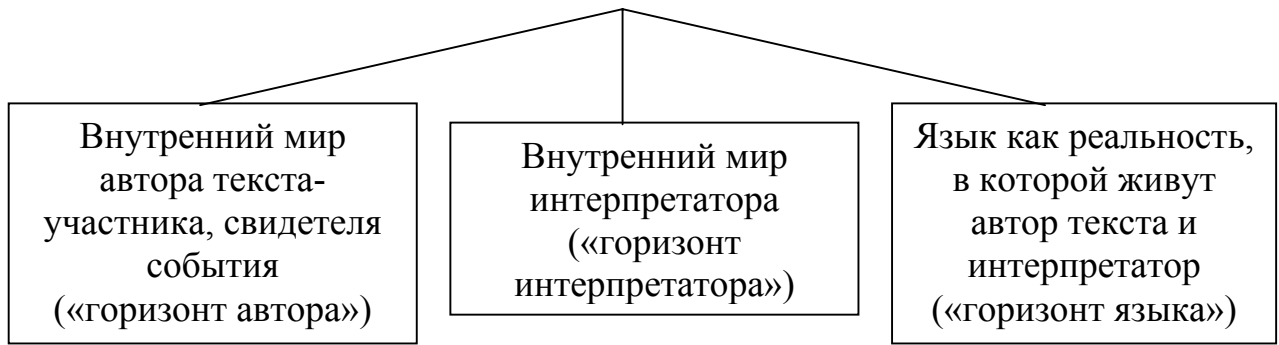 Внутренний мир
автора текста-
участника, свидетеля
события
(«горизонт автора»)
Внутренний мир
интерпретатора
(«горизонт
интерпретатора»)
Язык как реальность,
в которой живут
автор текста и
интерпретатор
(«горизонт языка»)